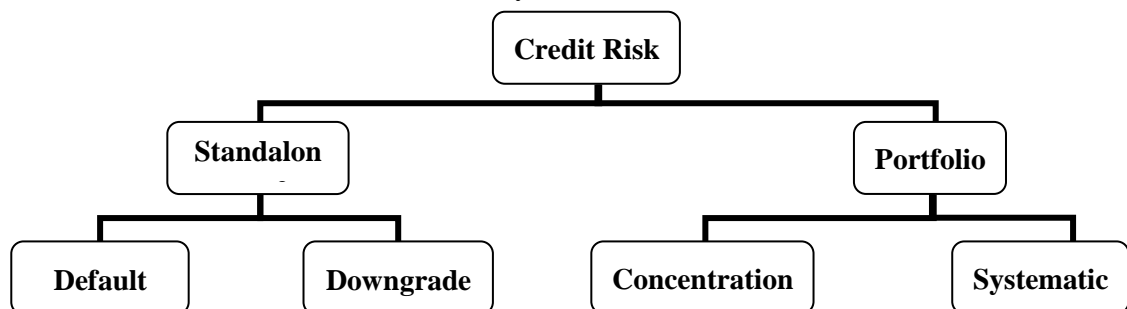 Credit Risk
Standalon
Portfolio
Default
Downgrade
Concentration
Systematic